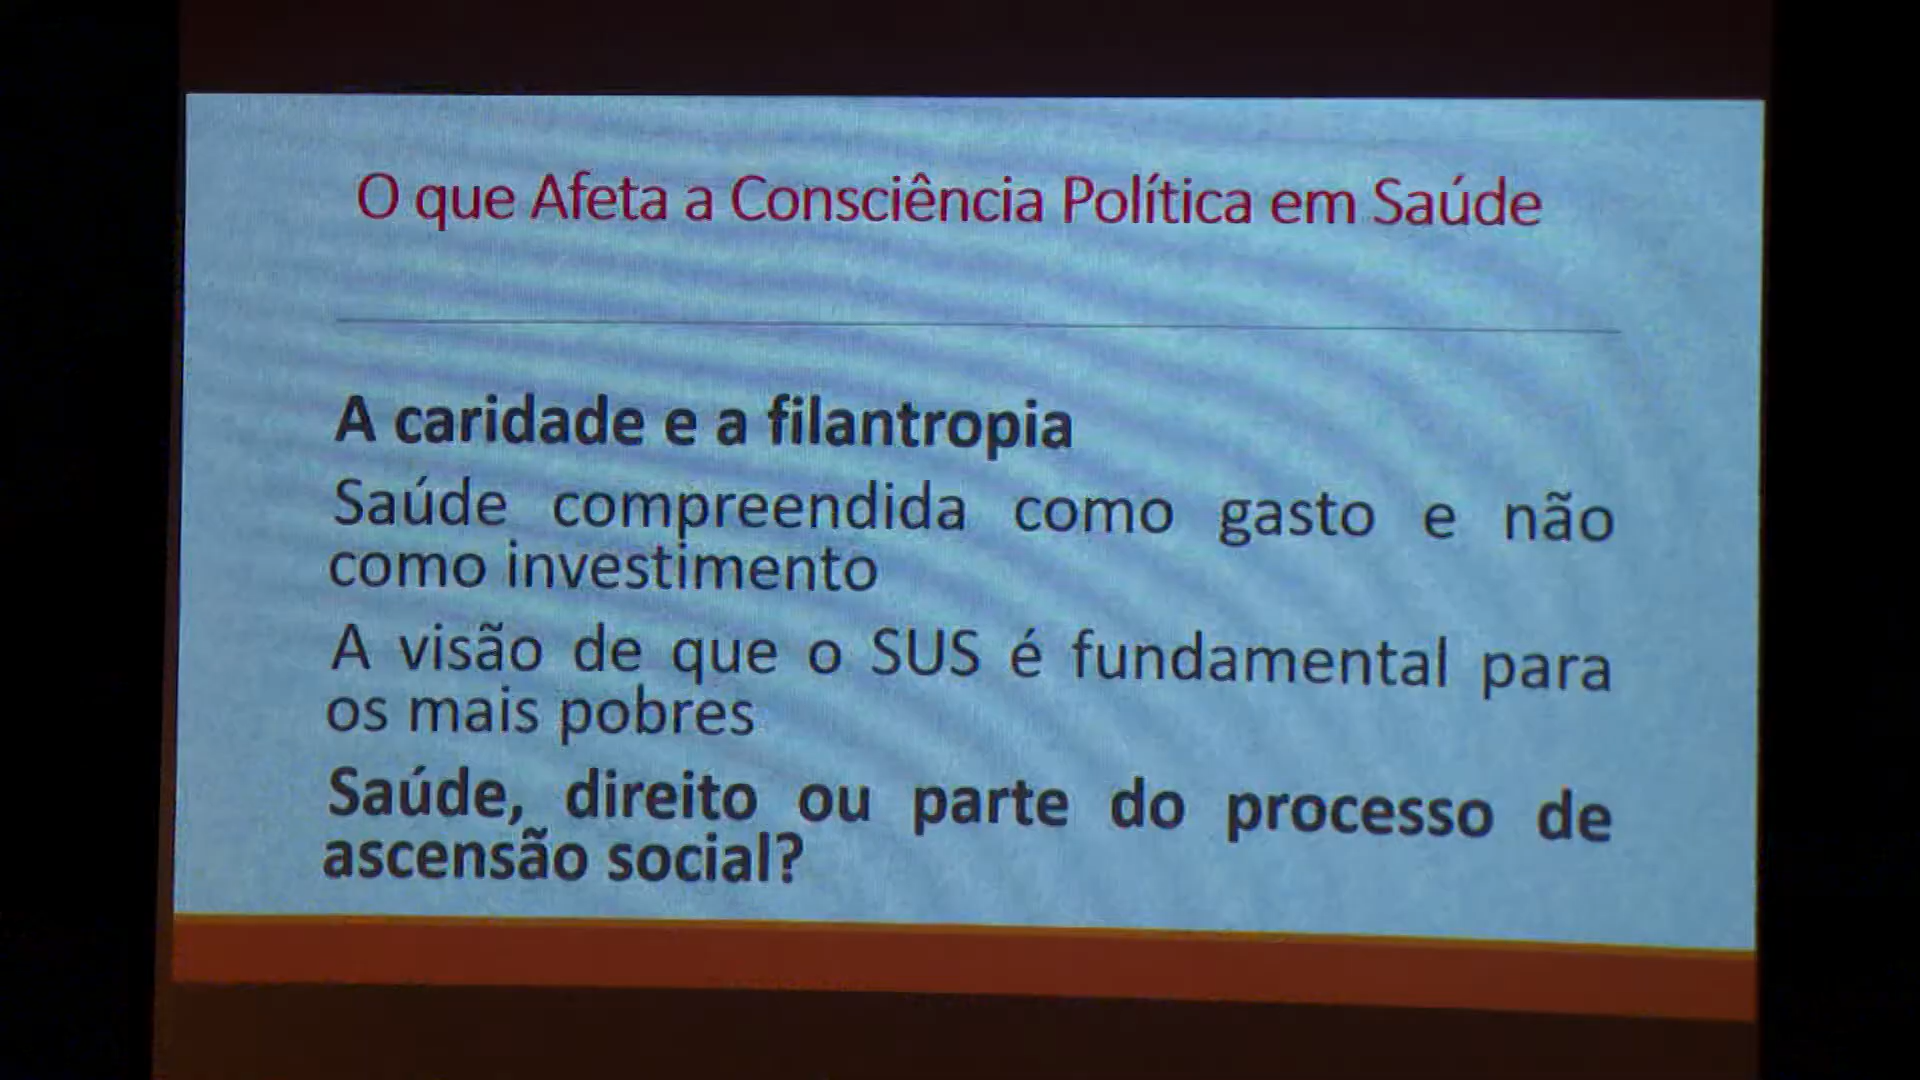 O que Afeta a Consciência Política em Saúde
A caridade e a filantropia
Saúde compreendida como gasto e não
como investimento
A visão de que o SUS é fundamental para
os mais pobres
Saúde, direito ou parte do processo de
ascensão social?